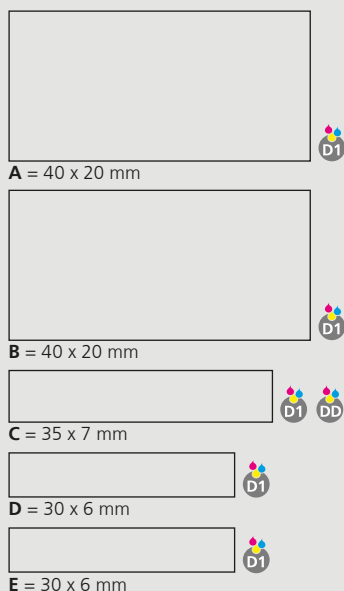 D1
A = 40 x 20 mm
D1
B = 40 x 20 mm
D1 DD
C = 35 x 7 mm
D1
D = 30 x 6 mm
D1
E = 30 x 6 mm